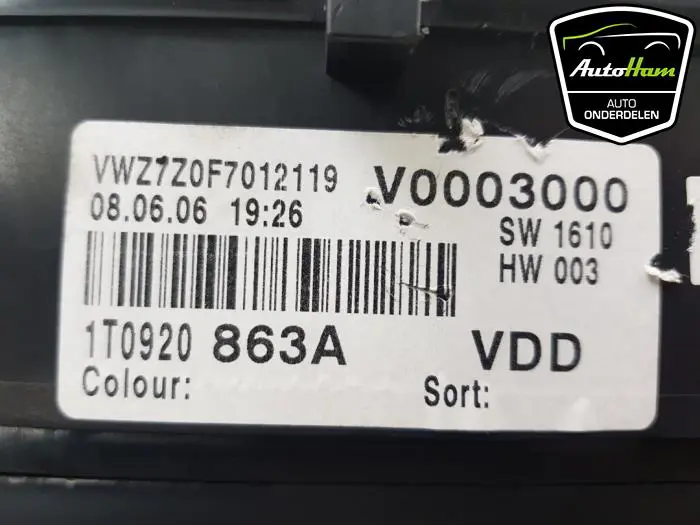 AutoHam
AUTO
ONDERDELEN
VWZ7Z0F7012119
V0003000
08.06.06 19:26
SW 1610
HW 003
1T0920 863A
VDD
Colour:
Sort: